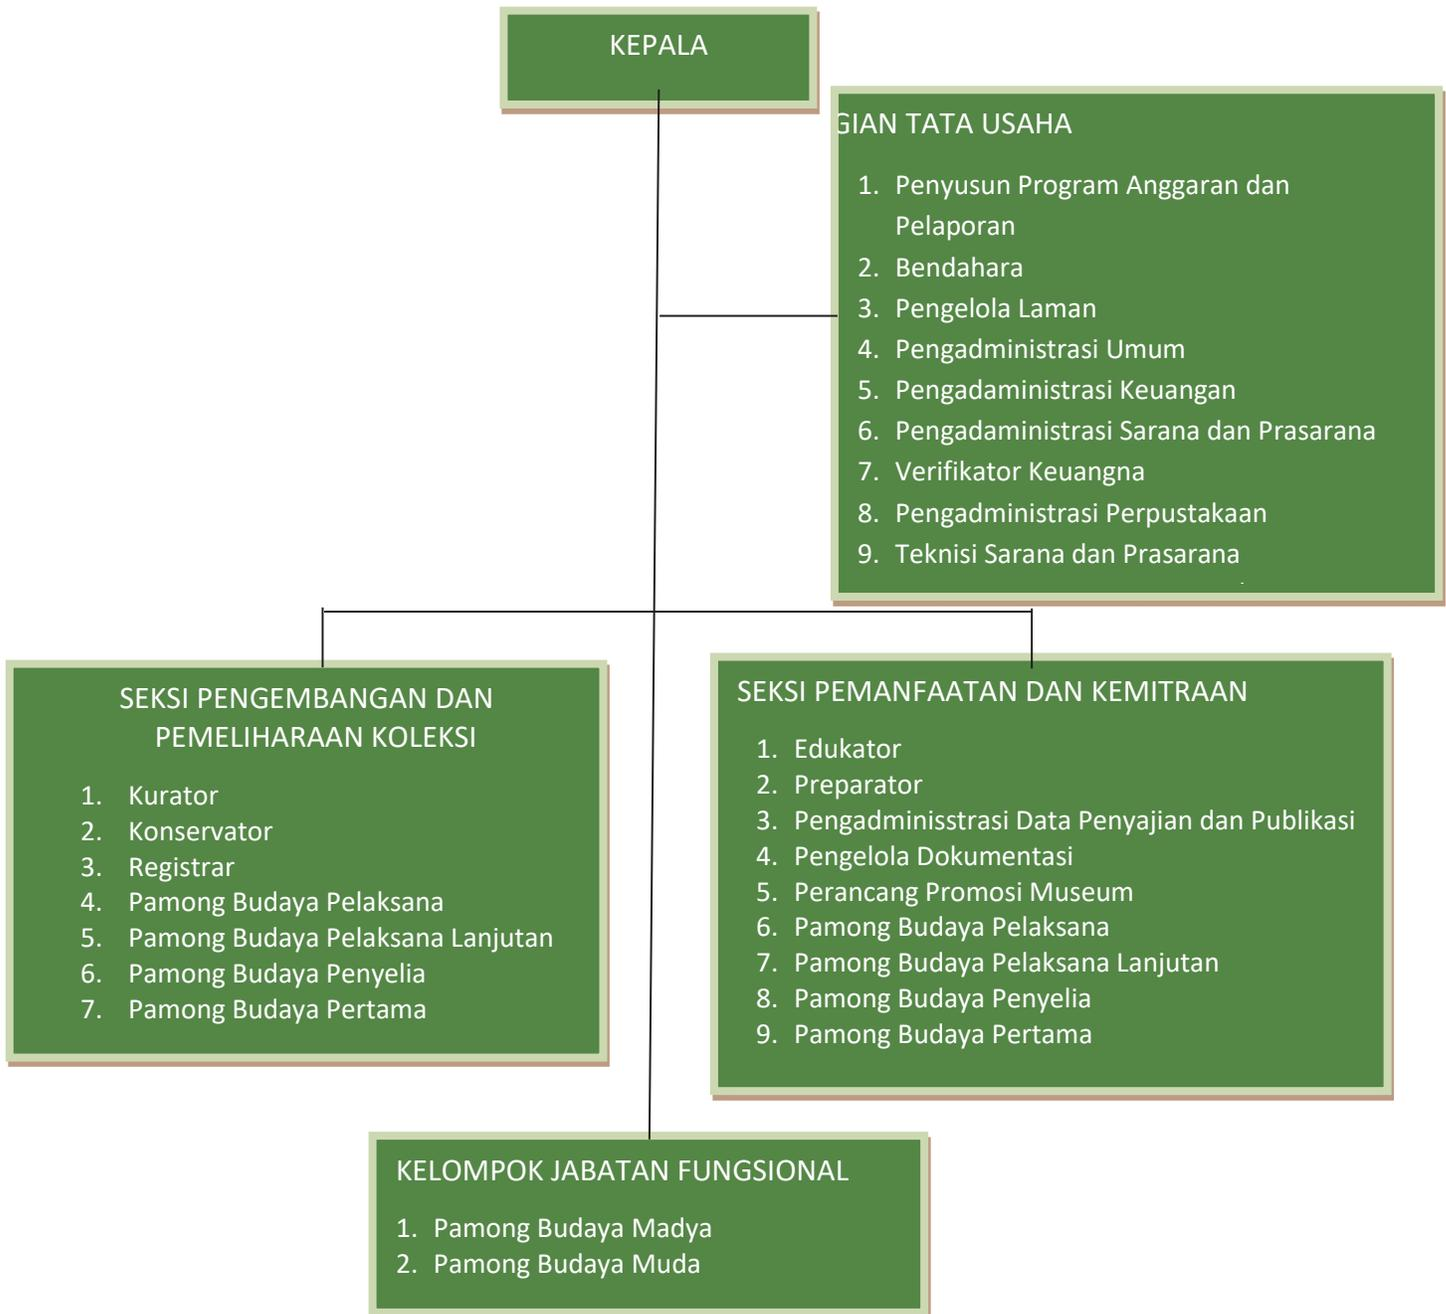 KEPALA
GIAN TATA USAHA
1. Penyusun Program Anggaran dan
Pelaporan
2. Bendahara
3. Pengelola Laman
4. Pengadministrasi Umum
5. Pengadaministrasi Keuangan
6. Pengadaministrasi Sarana dan Prasarana
7. Verifikator Keuangna
8. Pengadministrasi Perpustakaan
9. Teknisi Sarana dan Prasarana
SEKSI PENGEMBANGAN DAN
PEMELIHARAAN KOLEKSI
1. Kurator
2. Konservator
3. Registrar
4. Pamong Budaya Pelaksana
5. Pamong Budaya Pelaksana Lanjutan
6. Pamong Budaya Penyelia
7. Pamong Budaya Pertama
SEKSI PEMANFAATAN DAN KEMITRAAN
1. Edukator
2. Preparator
3. Pengadminisstrasi Data Penyajian dan Publikasi
4. Pengelola Dokumentasi
5. Perancang Promosi Museum
6. Pamong Budaya Pelaksana
7. Pamong Budaya Pelaksana Lanjutan
8. Pamong Budaya Penyelia
9. Pamong Budaya Pertama
KELOMPOK JABATAN FUNGSIONAL
1. Pamong Budaya Madya
2. Pamong Budaya Muda